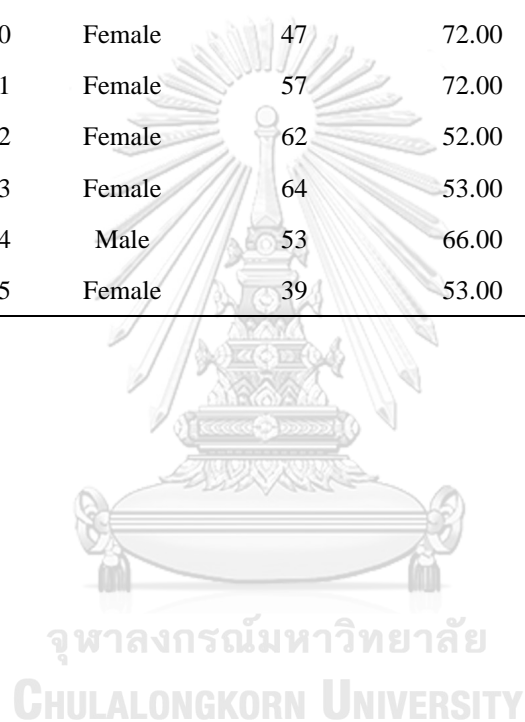 0 Female 47 72.00
1 Female 57 72.00
2 Female 62 52.00
3 Female 64 53.00
4 Male 53 66.00
5 Female 39 53.00
จุฬาลงกรณ์มหาวิทยาลัย
CHULALONGKORN UNIVERSITY